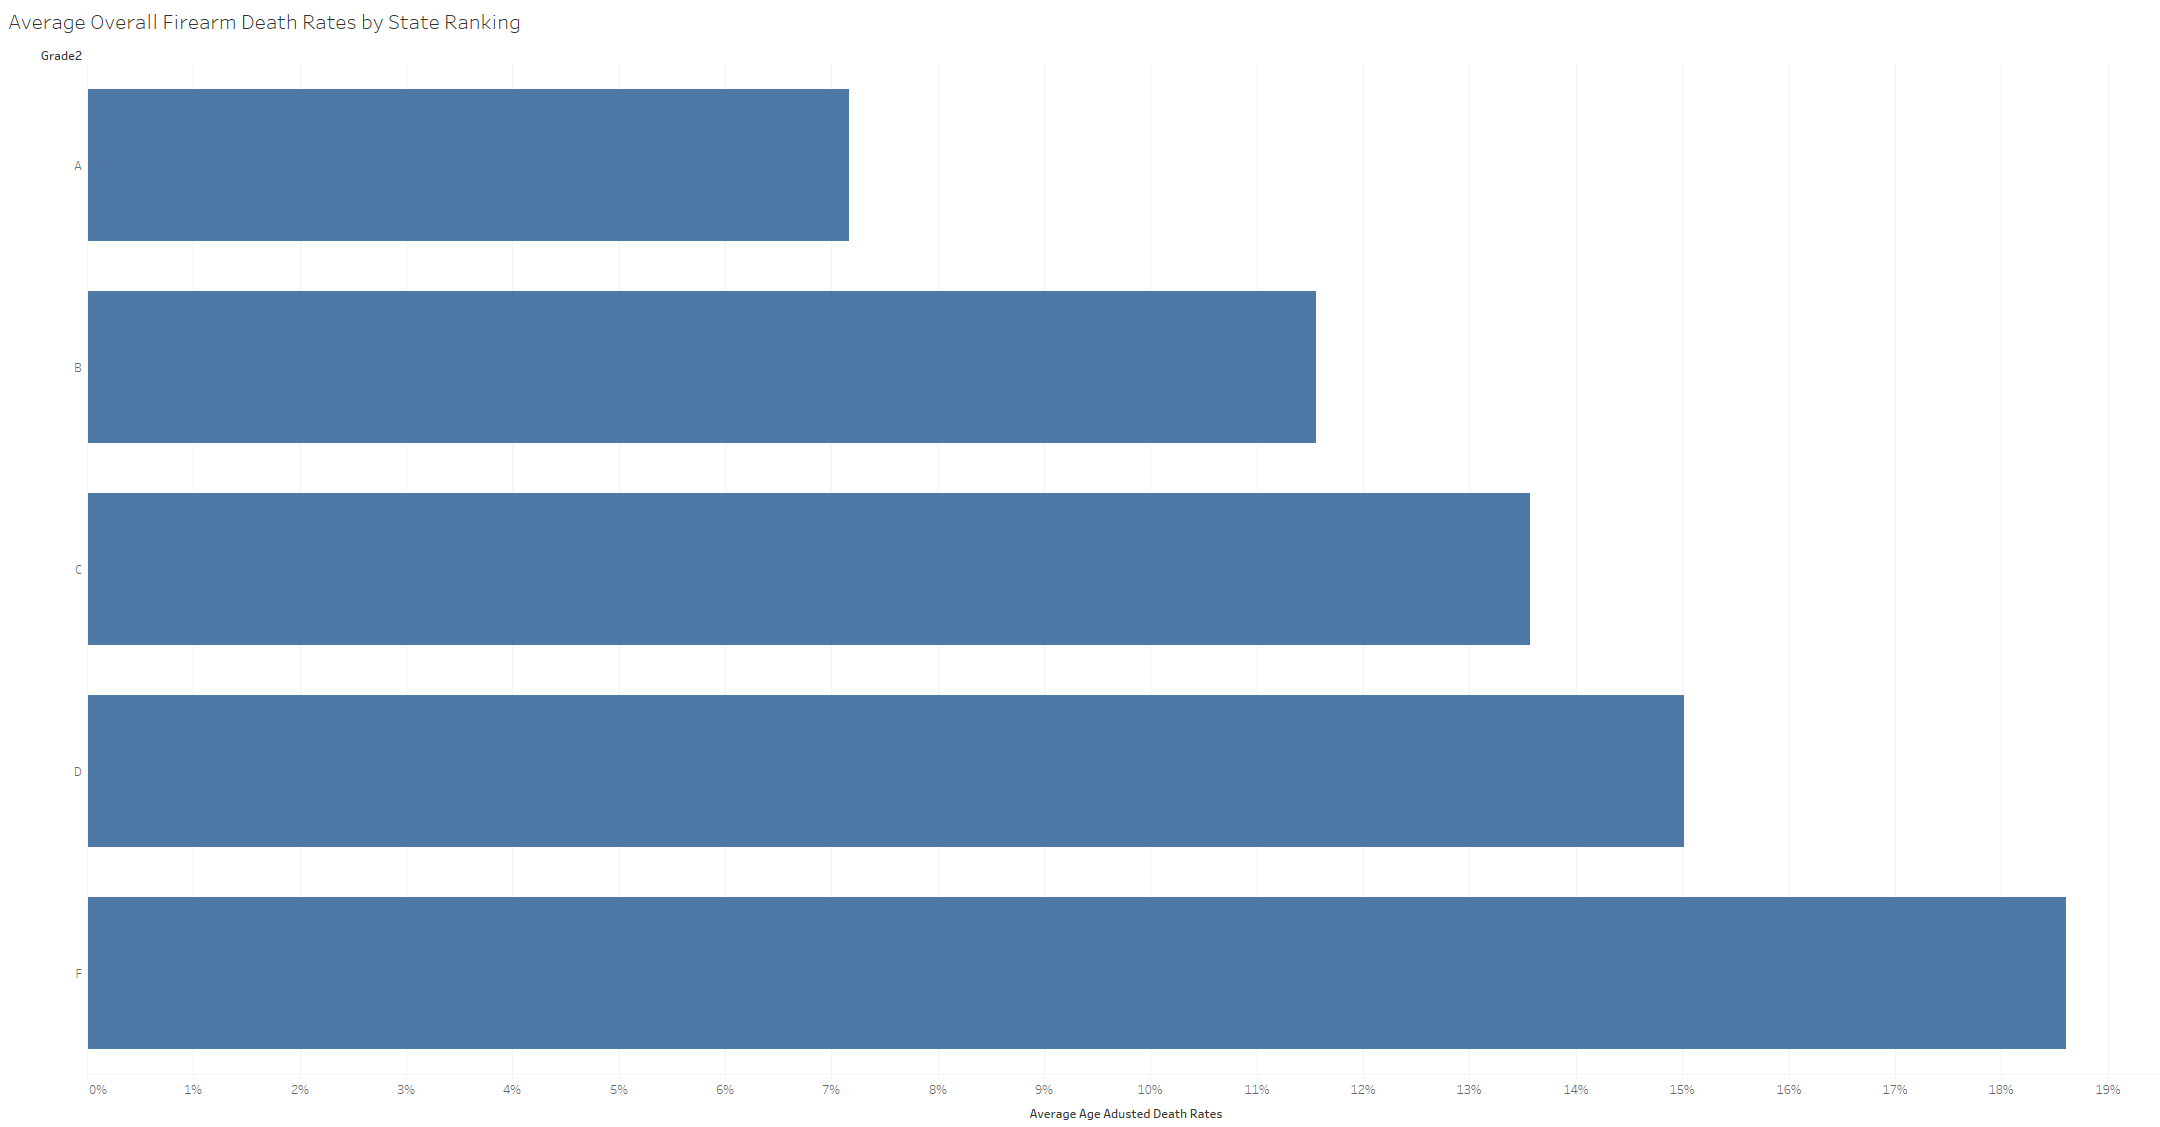 Average Overall Firearm Death Rates by State Ranking
Grade2
A
B
C
D
F
0% 1% 2% 3% 4% 5% 6% 7% 8% 9% 10% 11% 12% 13% 14% 15% 16% 17% 18% 19%
Average Age Adusted Death Rates